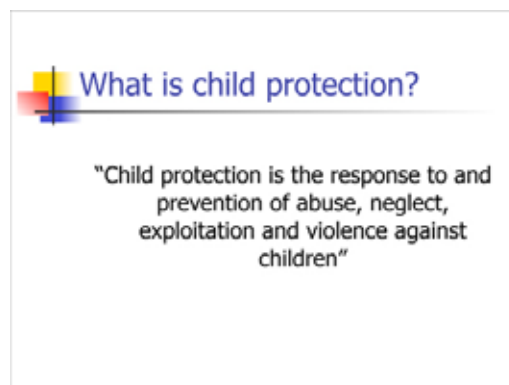 What is child protection?
“Child protection is the response to and
prevention of abuse, neglect,
exploitation and violence against
children”